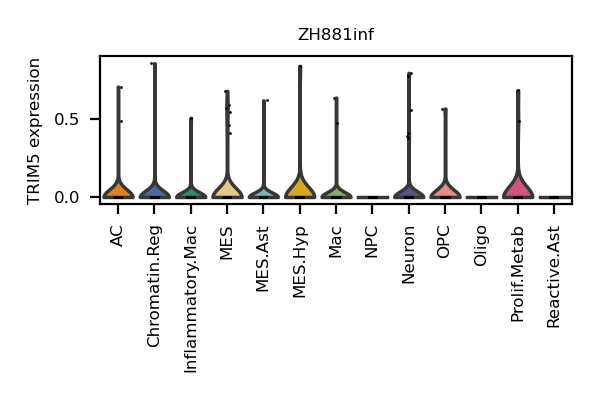 ZH881inf
TRIM5 expression
0.5
0.0
AC
Chromatin.Reg
Inflammatory.Mac
MES
MES.Ast
MES.Hyp
Mac
NPC
Neuron
OPC
Oligo
Prolif.Metab
Reactive.Ast